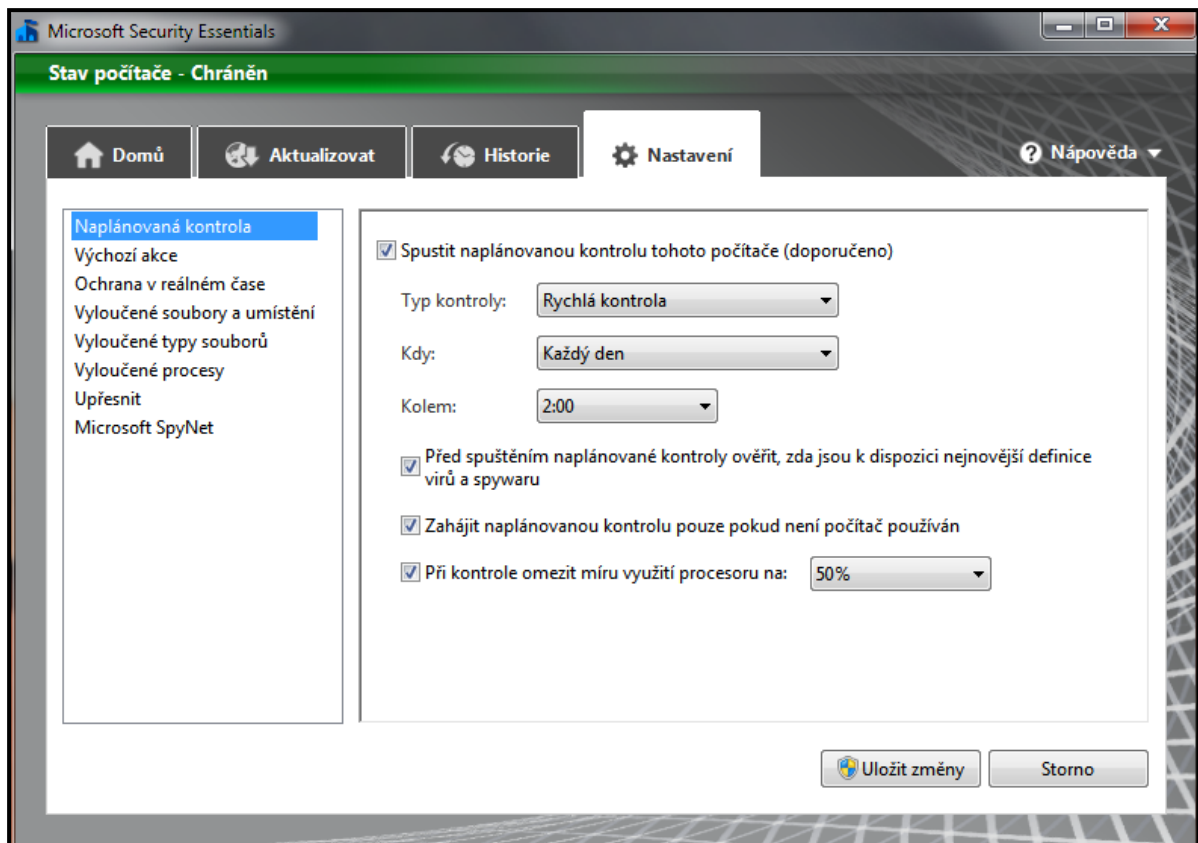 Microsoft Security Essentials
Stav počítače - Chráněn
Domů
Aktualizovat
Historie
Nastavení
Nápověda
Naplánovaná kontrola
Výchozí akce
Ochrana v reálném čase
Vyloučené soubory a umístění
Vyloučené typy souborů
Vyloučené procesy
Upřesnit
Microsoft SpyNet
Spustit naplánovanou kontrolu tohoto počítače (doporučeno)
Typ kontroly: Rychlá kontrola
Kdy: Každý den
Kolem: 2:00
Před spuštěním naplánované kontroly ověřit, zda jsou k dispozici nejnovější definice
virů a spywaru
Zahájit naplánovanou kontrolu pouze pokud není počítač používán
Při kontrole omezit míru využití procesoru na: 50%
Uložit změny
Storno